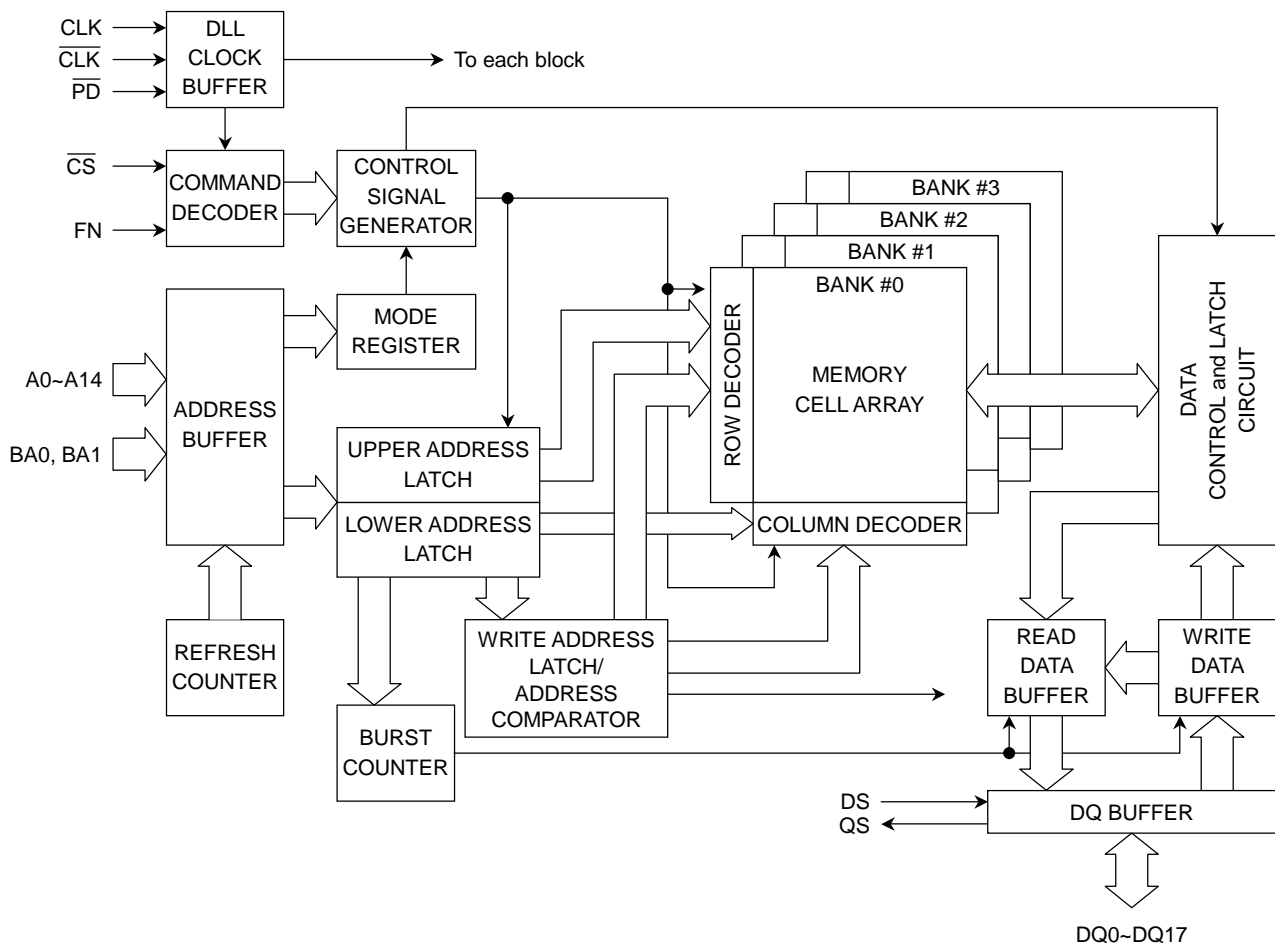 CLK
C̅L̅K̅
P̅D̅
DLL
CLOCK
BUFFER
To each block
C̅S̅
FN
COMMAND
DECODER
CONTROL
SIGNAL
GENERATOR
BANK #3
BANK #2
BANK #1
BANK #0
MODE
REGISTER
A0~A14
BA0, BA1
ADDRESS
BUFFER
UPPER ADDRESS
LATCH
LOWER ADDRESS
LATCH
ROW DECODER
MEMORY
CELL ARRAY
COLUMN DECODER
DATA
CONTROL and LATCH
CIRCUIT
REFRESH
COUNTER
WRITE ADDRESS
LATCH/
ADDRESS
COMPARATOR
READ
DATA
BUFFER
WRITE
DATA
BUFFER
BURST
COUNTER
DS
QS
DQ BUFFER
DQ0~DQ17